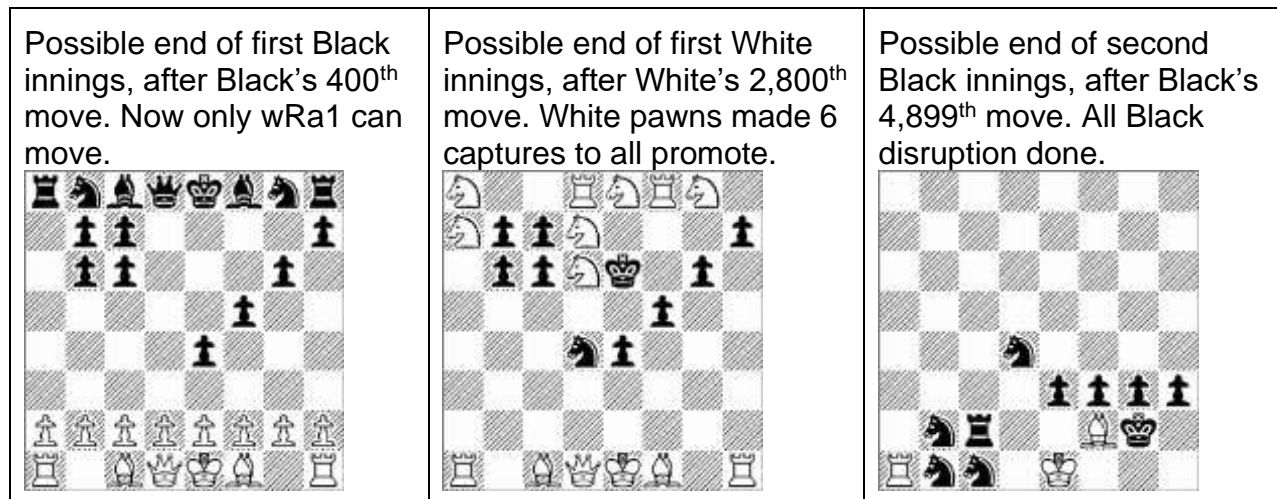 Possible end of first Black
innings, after Black's 400th
move. Now only wRa1 can
move.
Possible end of first White
innings, after White's 2,800th
move. White pawns made 6
captures to all promote.
Possible end of second
Black innings, after Black's
4,899th move. All Black
disruption done.